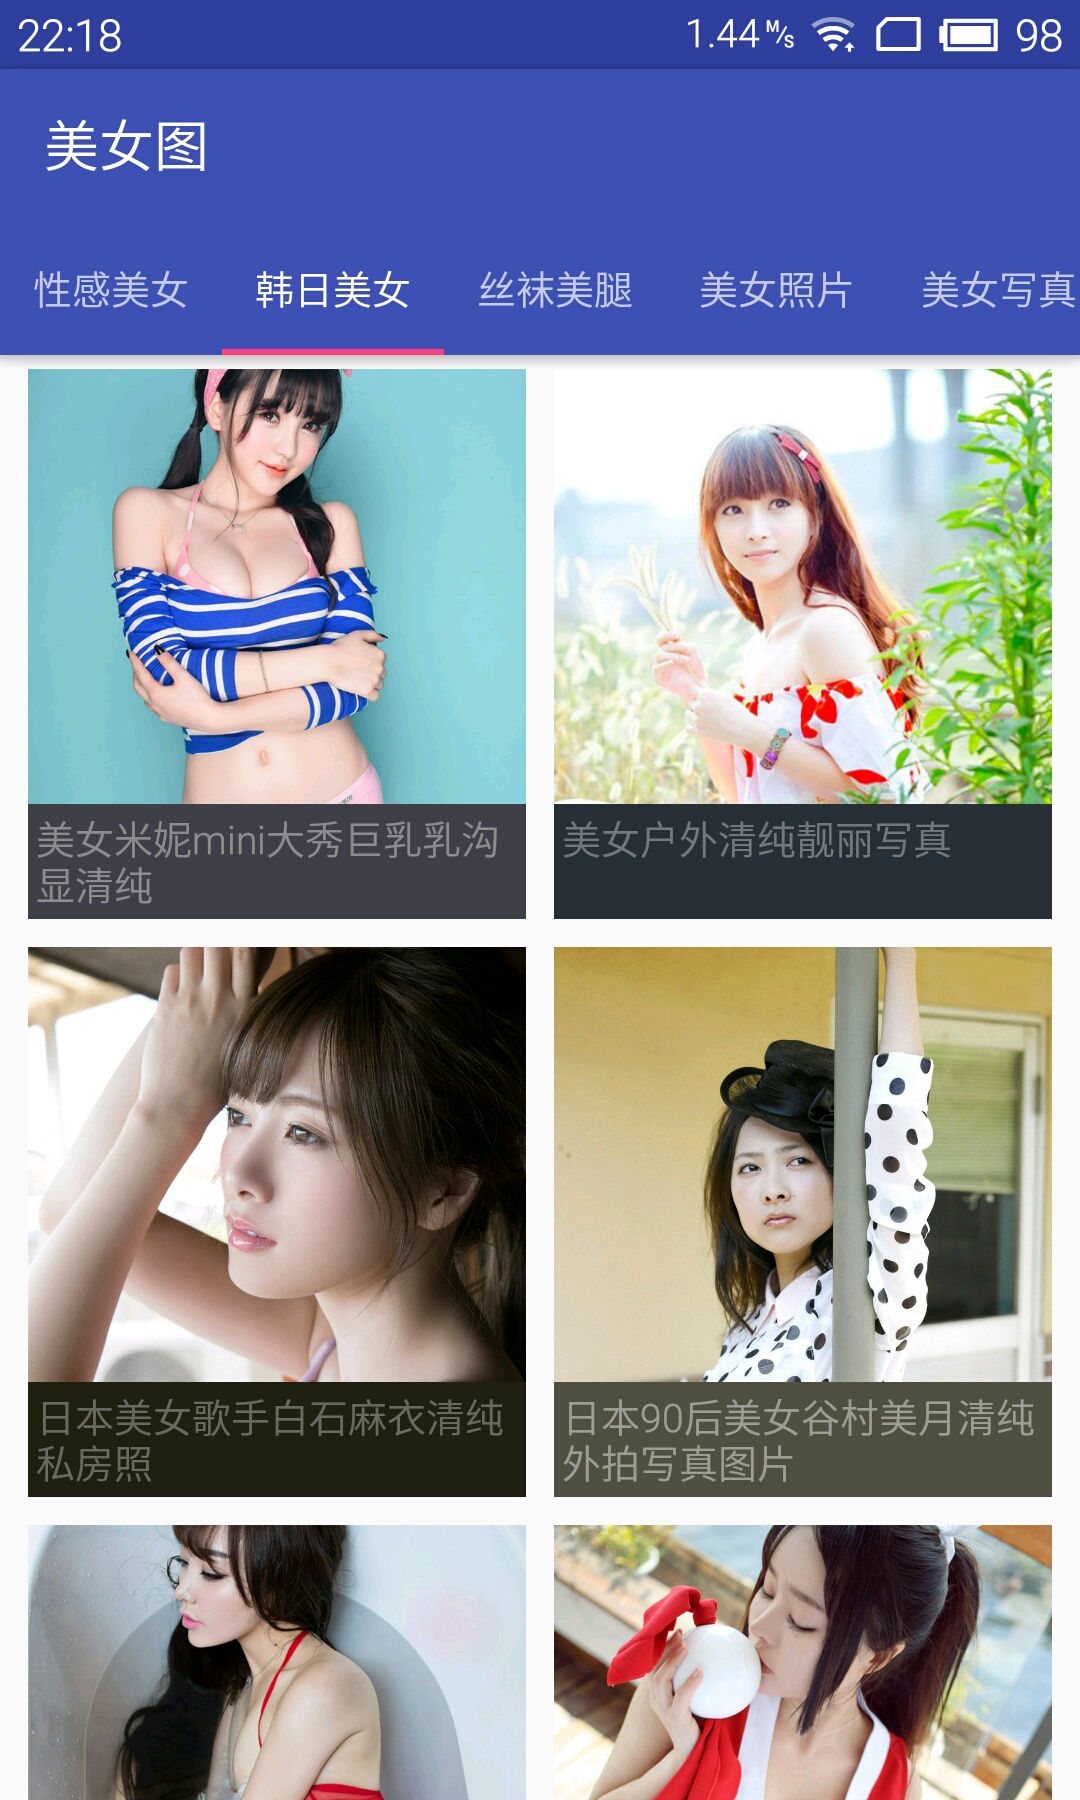 22:18
1.44 M/s
98
美女图
性感美女
韩日美女
丝袜美腿
美女照片
美女写真
美女米妮mini大秀巨乳乳沟
显清纯
美女户外清纯靓丽写真
日本美女歌手白石麻衣清纯
私房照
日本90后美女谷村美月清纯
外拍写真图片